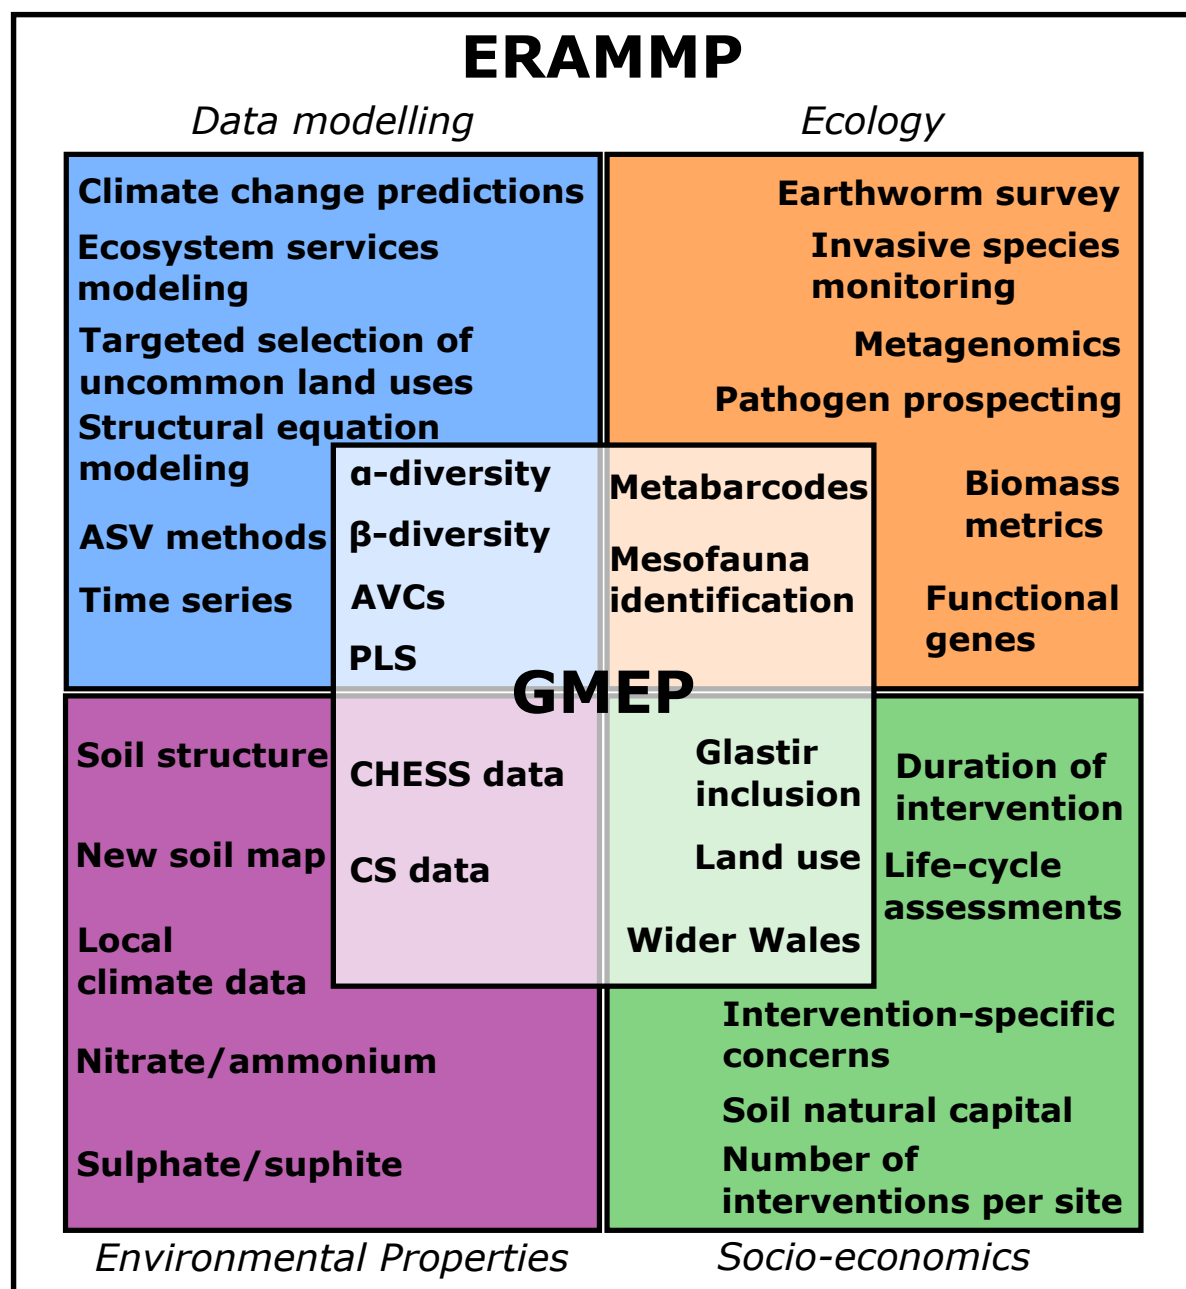 ERAMMP
Data modelling
Ecology
Climate change predictions
Ecosystem services
modeling
Targeted selection of
uncommon land uses
Structural equation
modeling
ASV methods
Time series
Earthworm survey
Invasive species
monitoring
Metagenomics
Pathogen prospecting
Biomass
metrics
Functional
genes
α-diversity
β-diversity
AVCs
PLS
Metabarcodes
Mesofauna
identification
GMEP
CHESS data
CS data
Glastir
inclusion
Land use
Wider Wales
Soil structure
New soil map
Local
climate data
Nitrate/ammonium
Sulphate/suphite
Duration of
intervention
Life-cycle
assessments
Intervention-specific
concerns
Soil natural capital
Number of
interventions per site
Environmental Properties
Socio-economics